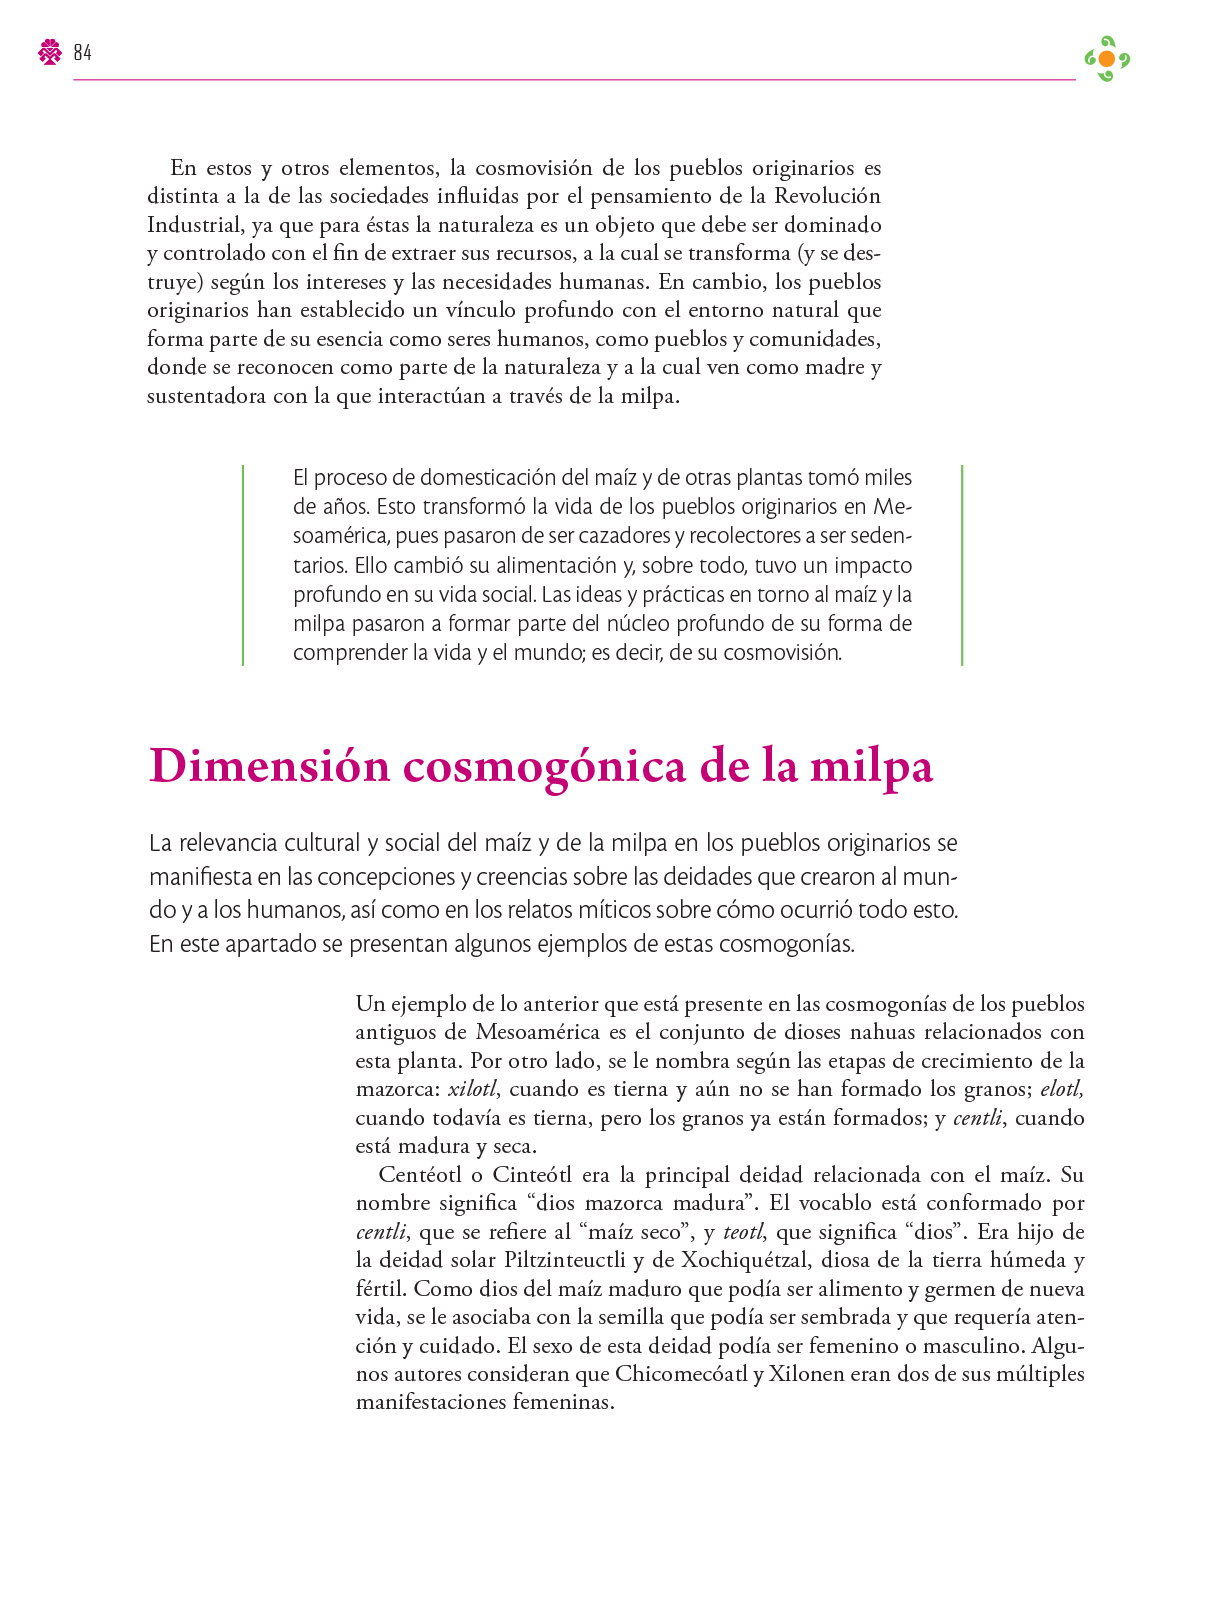 84
En estos y otros elementos, la cosmovisión de los pueblos originarios es
distinta a la de las sociedades influidas por el pensamiento de la Revolución
Industrial, ya que para éstas la naturaleza es un objeto que debe ser dominado
y controlado con el fin de extraer sus recursos, a la cual se transforma (y se des-
truye) según los intereses y las necesidades humanas. En cambio, los pueblos
originarios han establecido un vínculo profundo con el entorno natural que
forma parte de su esencia como seres humanos, como pueblos y comunidades,
donde se reconocen como parte de la naturaleza y a la cual ven como madre y
sustentadora con la que interactúan a través de la milpa.
El proceso de domesticación del maíz y de otras plantas tomó miles
de años. Esto transformó la vida de los pueblos originarios en Me-
soamérica, pues pasaron de ser cazadores y recolectores a ser seden-
tarios. Ello cambió su alimentación y, sobre todo, tuvo un impacto
profundo en su vida social. Las ideas y prácticas en torno al maíz y la
milpa pasaron a formar parte del núcleo profundo de su forma de
comprender la vida y el mundo; es decir, de su cosmovisión.
Dimensión cosmogónica de la milpa
La relevancia cultural y social del maíz y de la milpa en los pueblos originarios se
manifiesta en las concepciones y creencias sobre las deidades que crearon al mun-
do y a los humanos, así como en los relatos míticos sobre cómo ocurrió todo esto.
En este apartado se presentan algunos ejemplos de estas cosmogonías.
Un ejemplo de lo anterior que está presente en las cosmogonías de los pueblos
antiguos de Mesoamérica es el conjunto de dioses nahuas relacionados con
esta planta. Por otro lado, se le nombra según las etapas de crecimiento de la
mazorca: xilotl, cuando es tierna y aún no se han formado los granos; elotl,
cuando todavía es tierna, pero los granos ya están formados; y centli, cuando
está madura y seca.
Centéotl o Cinteótl era la principal deidad relacionada con el maíz. Su
nombre significa “dios mazorca madura”. El vocablo está conformado por
centli, que se refiere al “maíz seco”, y teotl, que significa “dios”. Era hijo de
la deidad solar Piltzinteuctli y de Xochiquétzal, diosa de la tierra húmeda y
fértil. Como dios del maíz maduro que podía ser alimento y germen de nueva
vida, se le asociaba con la semilla que podía ser sembrada y que requería aten-
ción y cuidado. El sexo de esta deidad podía ser femenino o masculino. Algu-
nos autores consideran que Chicomecóatl y Xilonen eran dos de sus múltiples
manifestaciones femeninas.